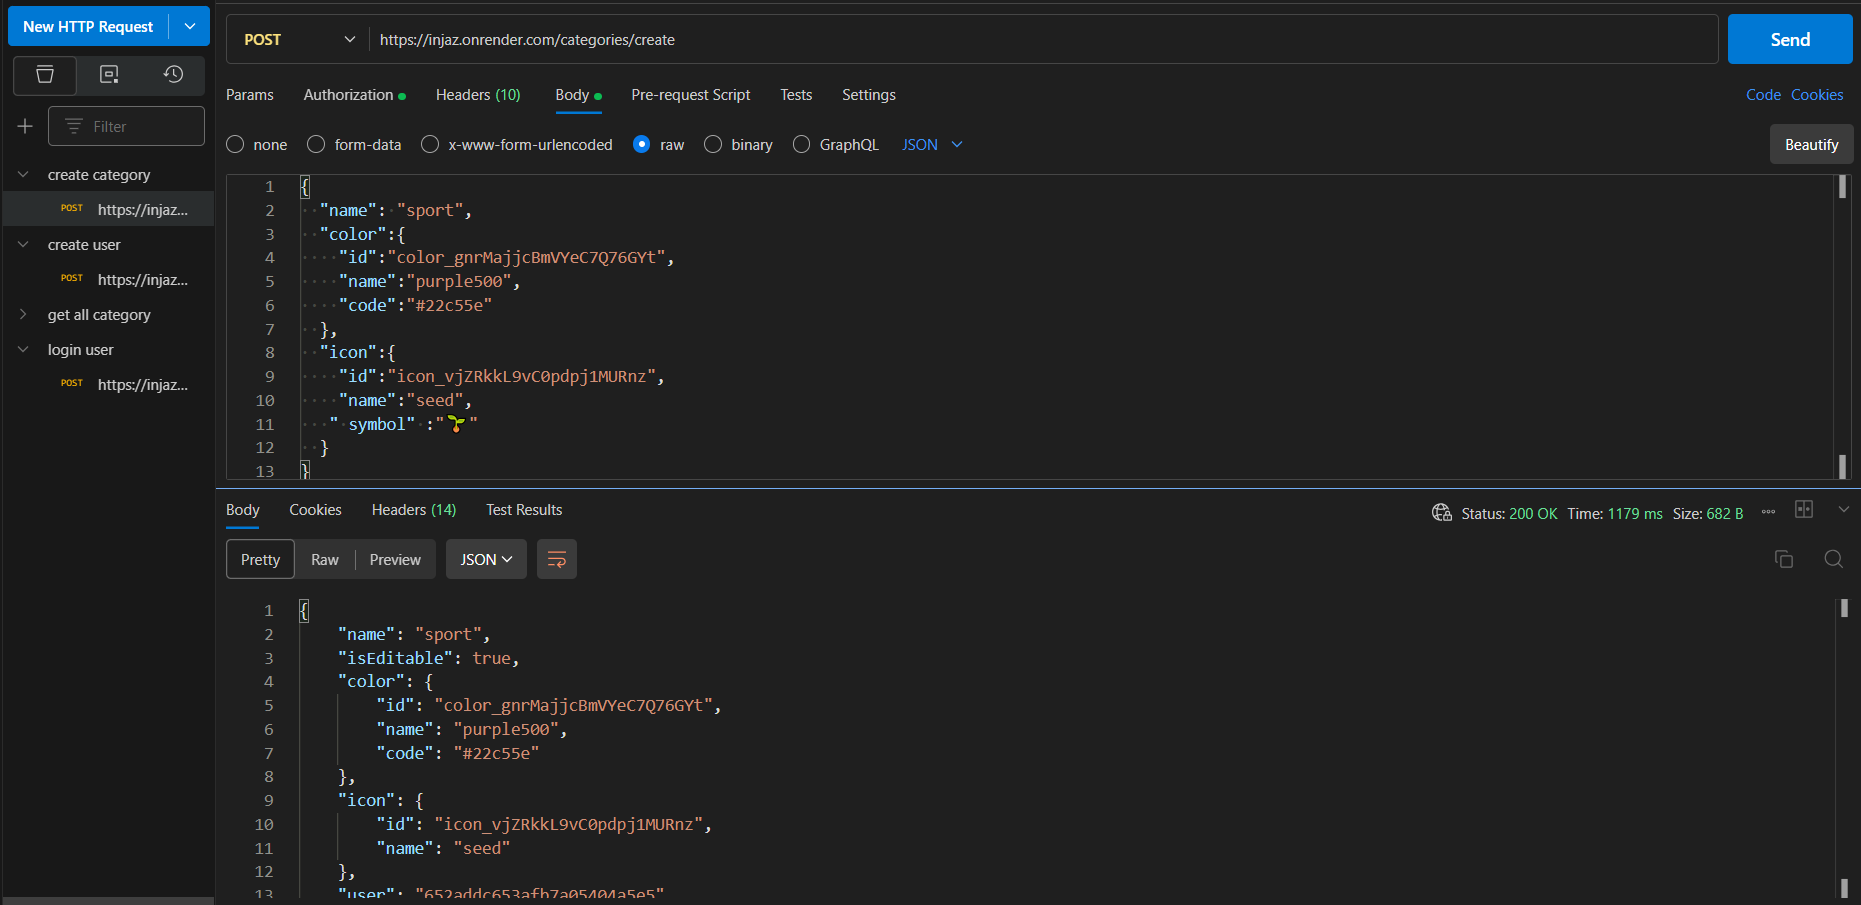 New HTTP Request
POST
https://injaz.onrender.com/categories/create
Send
Params Authorization Headers (10) Body Pre-request Script Tests Settings
Code Cookies
Filter
none form-data x-www-form-urlencoded raw binary GraphQL JSON
Beautify
create category
POST https://injaz...
create user
POST https://injaz...
get all category
login user
POST https://injaz...
1 {
2 "name": "sport",
3 "color":{
4 "id":"color_gnrMajjcBmVYeC7Q76GYt",
5 "name":"purple500",
6 "code":"#22c55e"
7 },
8 "icon":{
9 "id":"icon_vjZRkkL9vC0pdpj1MURnz",
10 "name":"seed",
11 " symbol" :"🌱"
12 }
13 }
Body Cookies Headers (14) Test Results
Status: 200 OK Time: 1179 ms Size: 682 B
Pretty Raw Preview JSON
1 {
2 "name": "sport",
3 "isEditable": true,
4 "color": {
5 "id": "color_gnrMajjcBmVYeC7Q76GYt",
6 "name": "purple500",
7 "code": "#22c55e"
8 },
9 "icon": {
10 "id": "icon_vjZRkkL9vC0pdpj1MURnz",
11 "name": "seed"
12 },
13 "user": "652addc653afb7a05404a5e5"